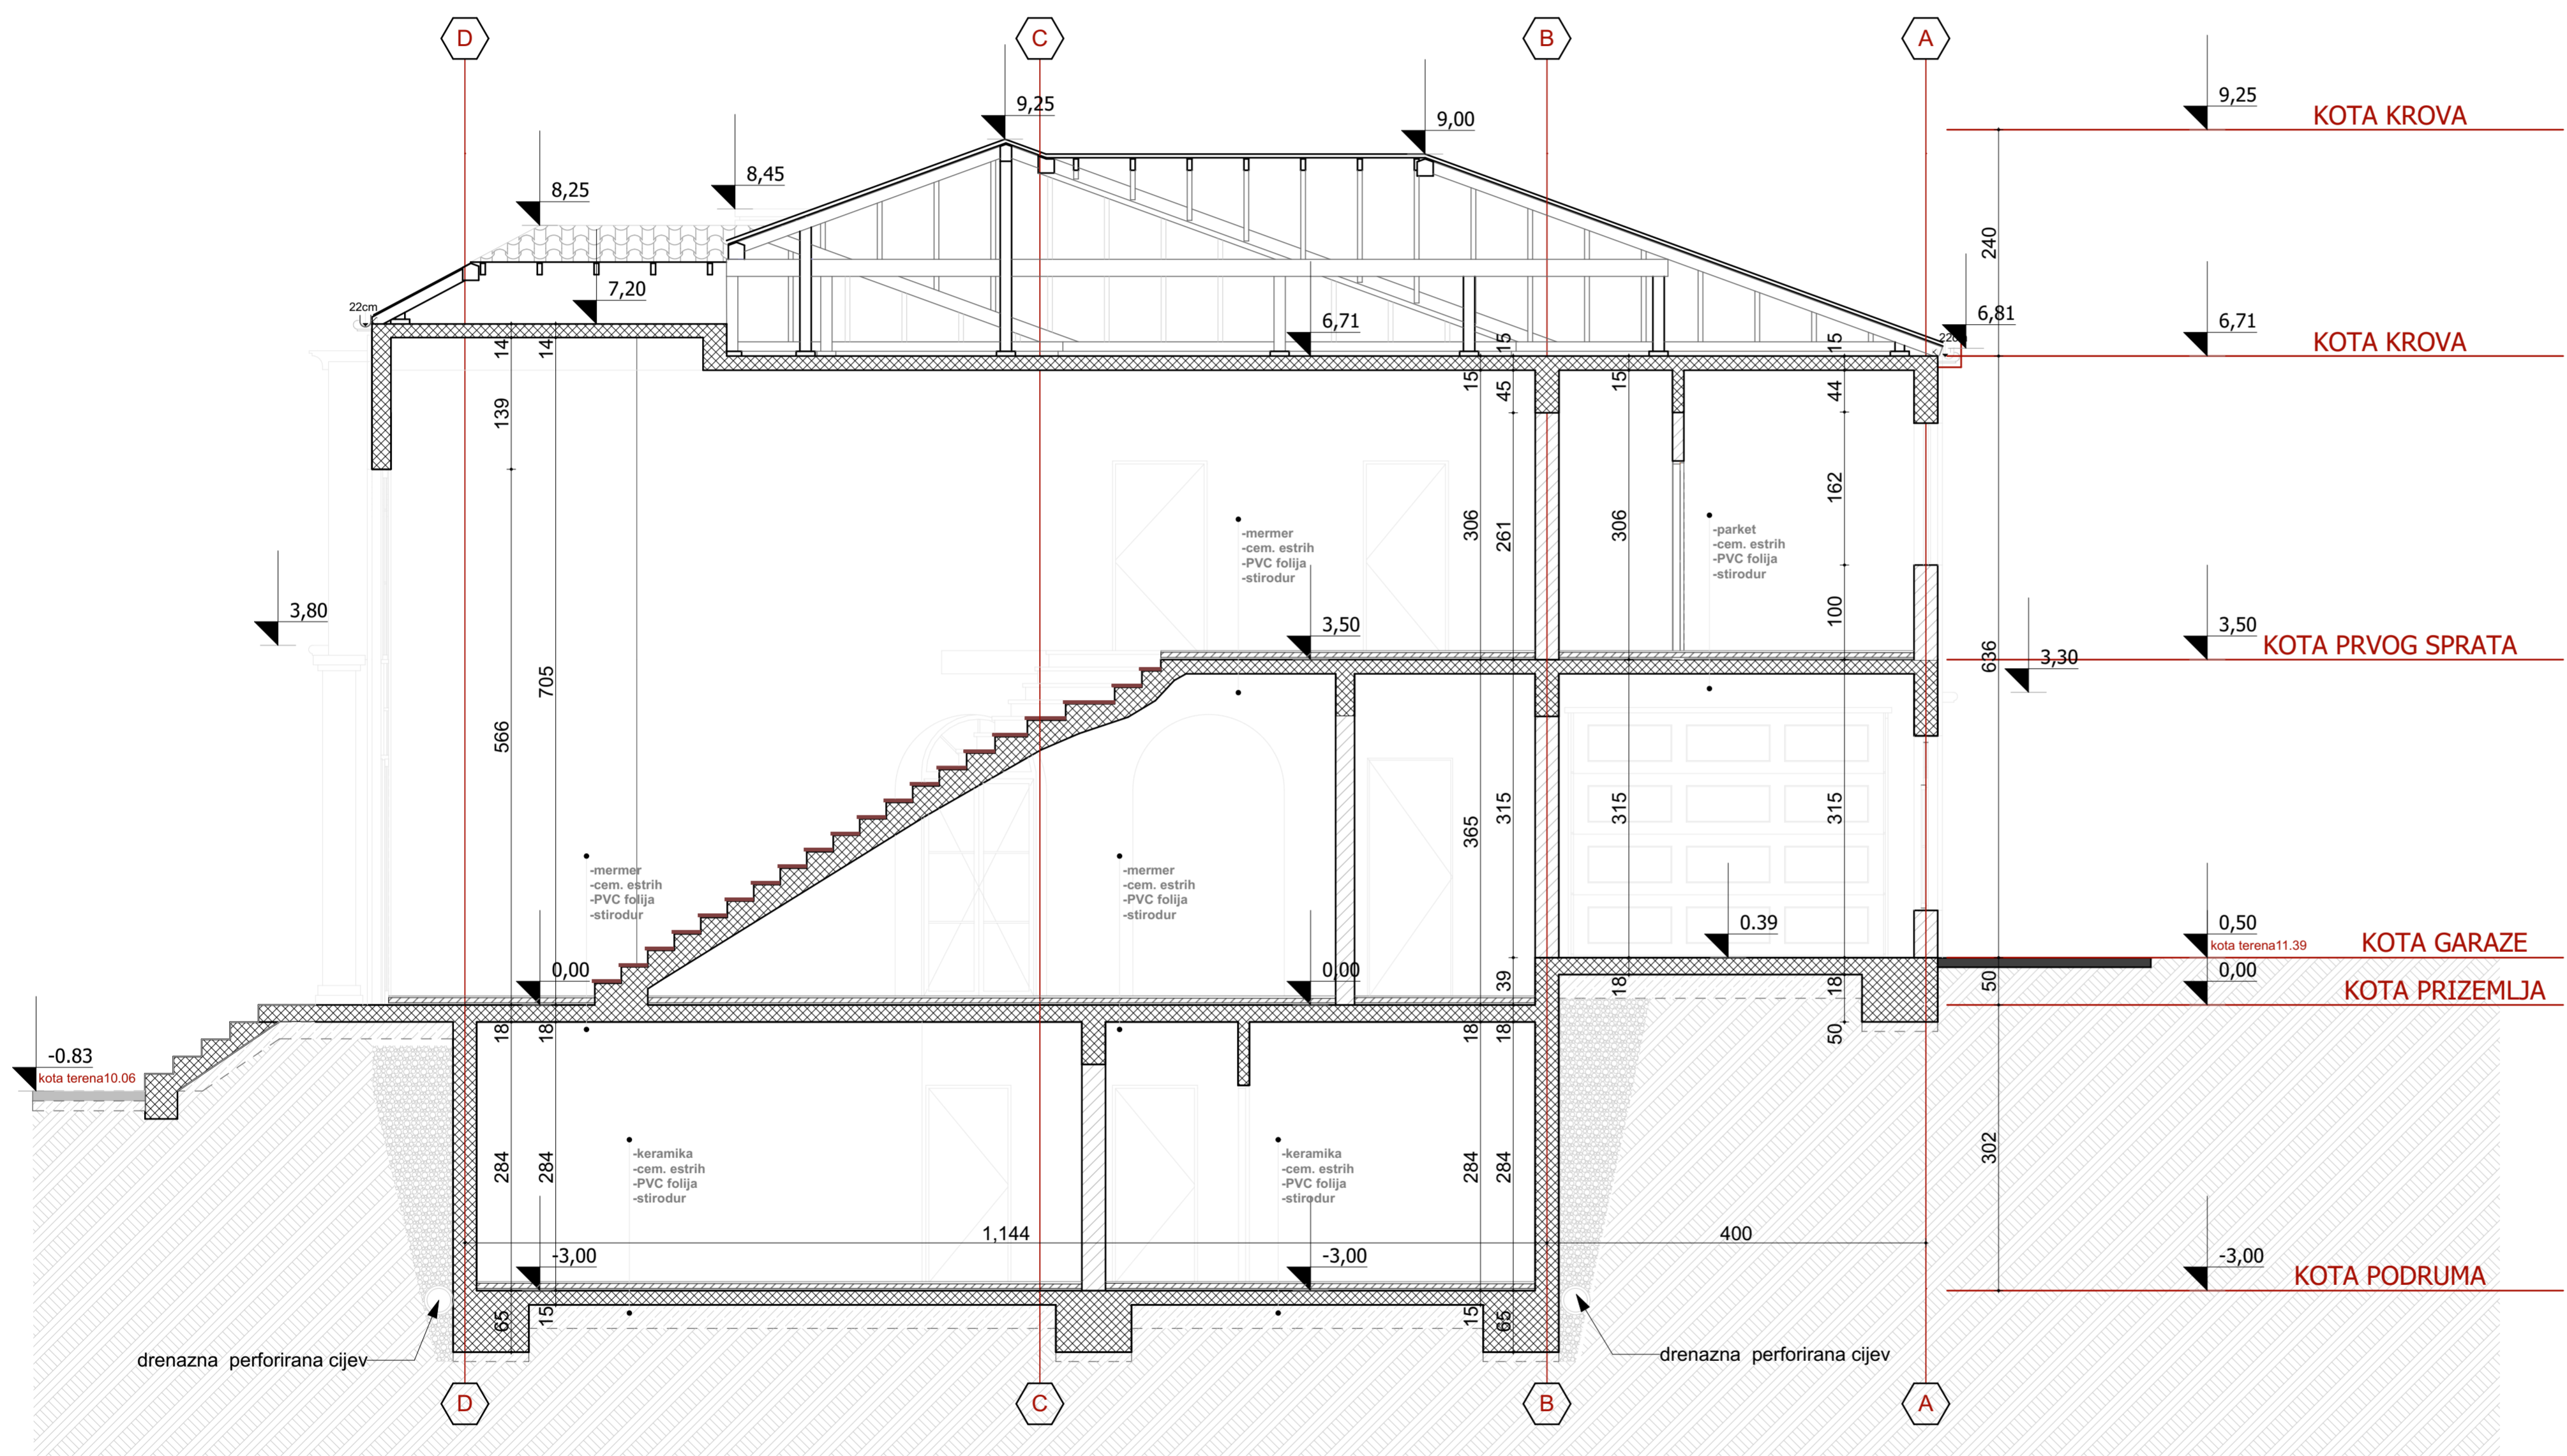 D
C
B
A
9,25
9,00
8,45
8,25
7,20
6,71
6,81
22cm
9,25
KOTA KROVA
240
6,71
KOTA KROVA
14
14
139
15
15
45
15
15
44
162
306
261
306
100
-mermer
-cem. estrih
-PVC folija
-stirodur
-parket
-cem. estrih
-PVC folija
-stirodur
3,80
3,50
3,50
KOTA PRVOG SPRATA
636
3,30
705
566
365
315
315
315
-mermer
-cem. estrih
-PVC folija
-stirodur
-mermer
-cem. estrih
-PVC folija
-stirodur
0.39
0,50
kota terena11.39
KOTA GARAZE
0,00
0,00
39
18
18
50
0,00
KOTA PRIZEMLJA
18
18
18
18
50
-0.83
kota terena10.06
284
284
-keramika
-cem. estrih
-PVC folija
-stirodur
-keramika
-cem. estrih
-PVC folija
-stirodur
284
284
302
1,144
400
-3,00
-3,00
-3,00
KOTA PODRUMA
65
15
15
65
drenazna perforirana cijev
drenazna perforirana cijev
D
C
B
A